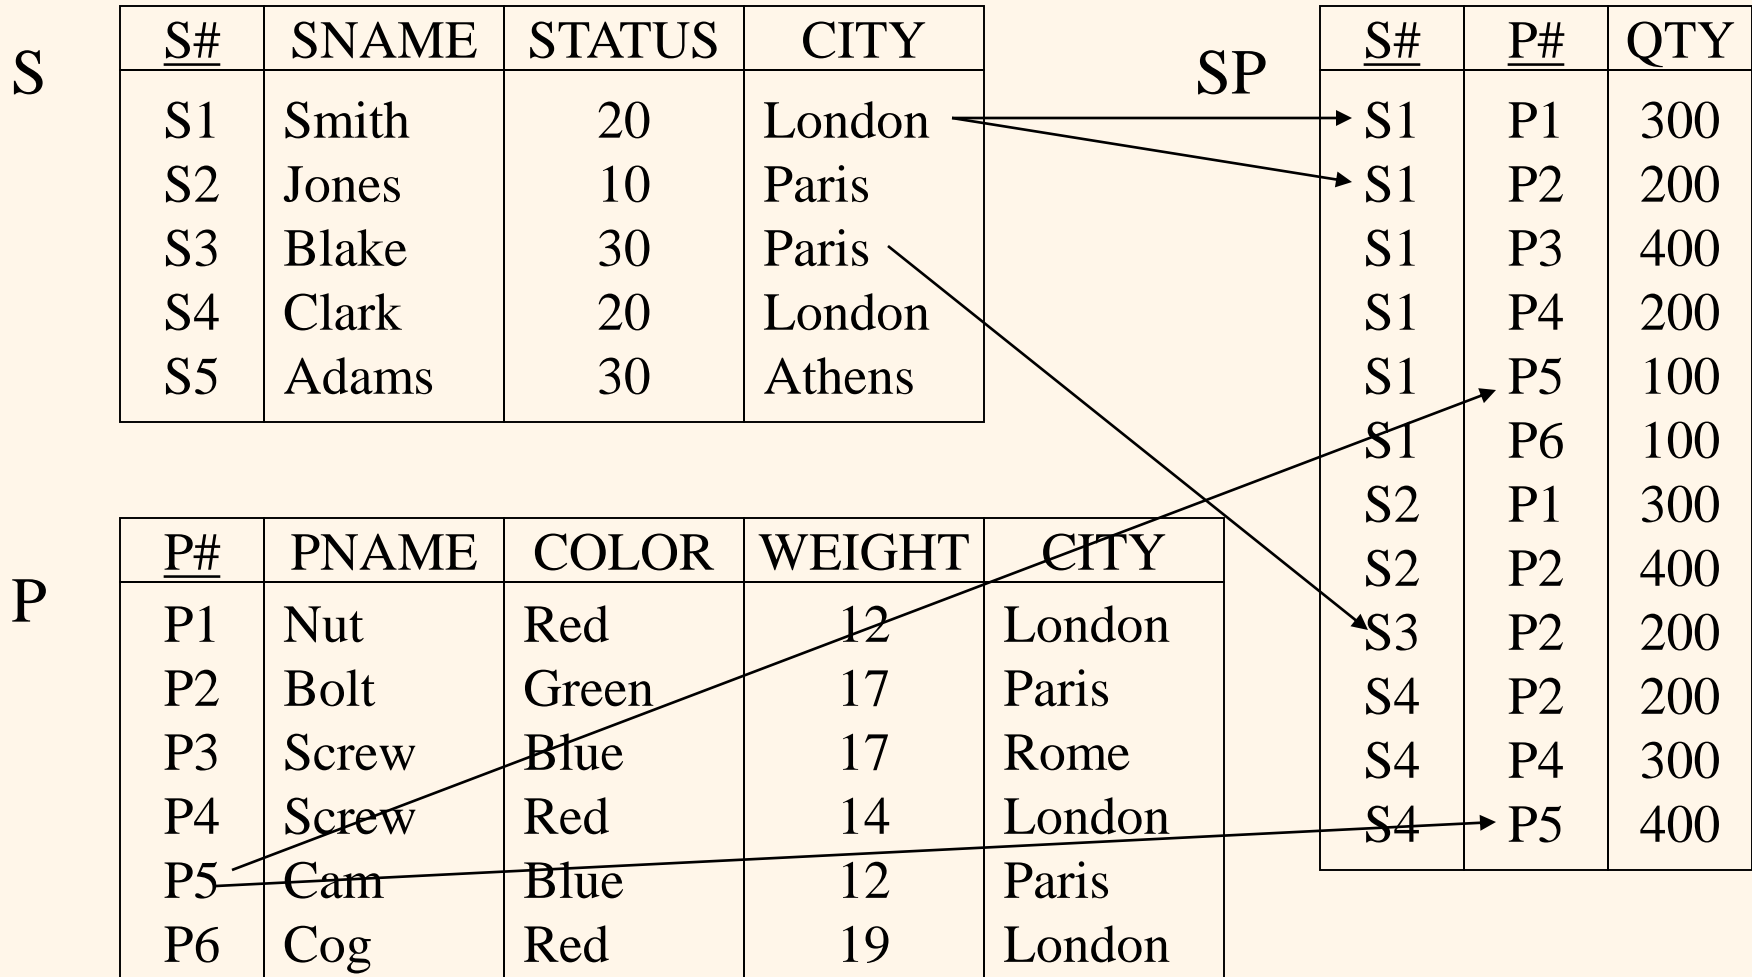 S
S# SNAME STATUS CITY
S1 Smith 20 London
S2 Jones 10 Paris
S3 Blake 30 Paris
S4 Clark 20 London
S5 Adams 30 Athens
P
P# PNAME COLOR WEIGHT CITY
P1 Nut Red 12 London
P2 Bolt Green 17 Paris
P3 Screw Blue 17 Rome
P4 Screw Red 14 London
P5 Cam Blue 12 Paris
P6 Cog Red 19 London
SP
S# P# QTY
S1 P1 300
S1 P2 200
S1 P3 400
S1 P4 200
S1 P5 100
S1 P6 100
S2 P1 300
S2 P2 400
S3 P2 200
S4 P2 200
S4 P4 300
S4 P5 400